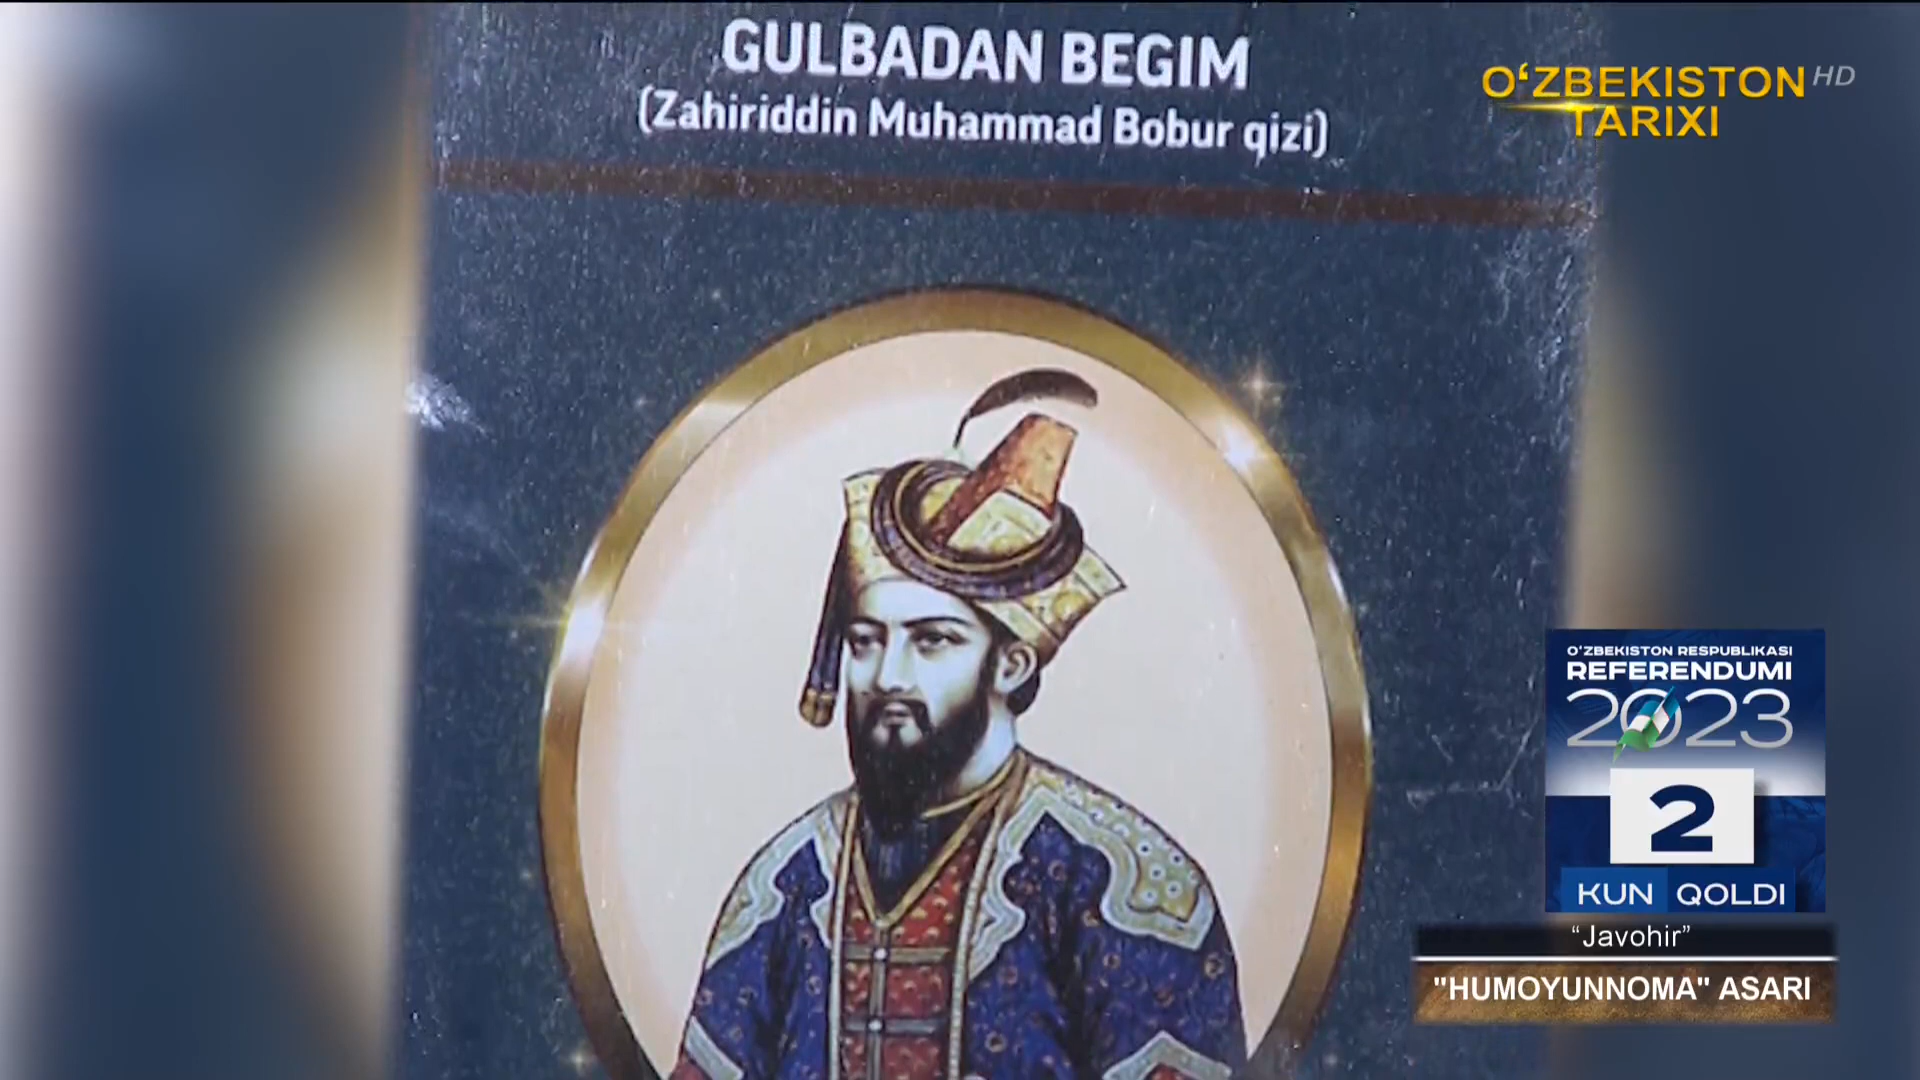 GULBADAN BEGIM
(Zahiriddin Muhammad Bobur qizi)
O‘ZBEKISTON HD
TARIXI
O‘ZBEKISTON RESPUBLIKASI
REFERENDUMI
2023
2
KUN QOLDI
“Javohir”
"HUMOYUNNOMA" ASARI